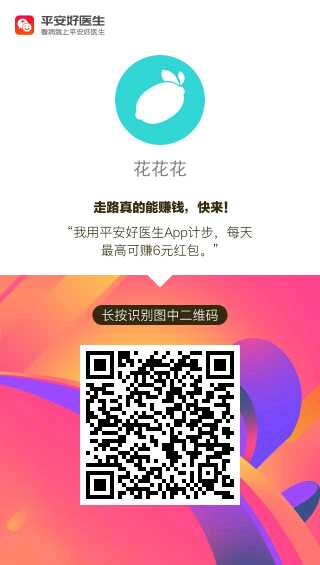 平安好医生
看病就上平安好医生
花花花
走路真的能赚钱，快来！
“我用平安好医生App计步，每天
最高可赚6元红包。”
长按识别图中二维码